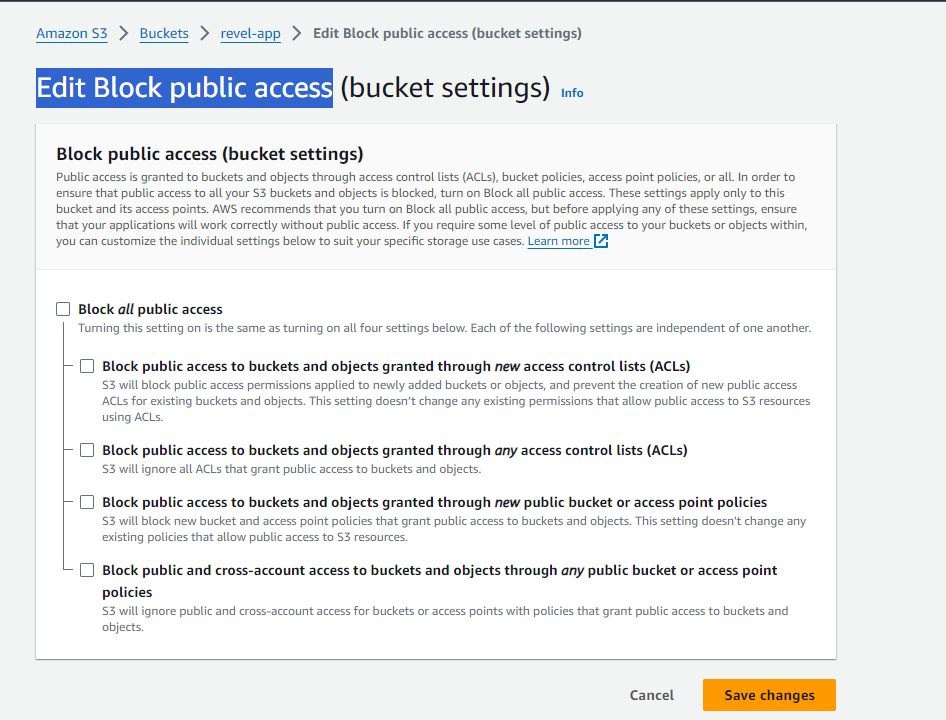 Amazon S3 > Buckets > revel-app > Edit Block public access (bucket settings)
Edit Block public access (bucket settings) Info
Block public access (bucket settings)
Public access is granted to buckets and objects through access control lists (ACLs), bucket policies, access point policies, or all. In order to
ensure that public access to all your S3 buckets and objects is blocked, turn on Block all public access. These settings apply only to this
bucket and its access points. AWS recommends that you turn on Block all public access, but before applying any of these settings, ensure
that your applications will work correctly without public access. If you require some level of public access to your buckets or objects within,
you can customize the individual settings below to suit your specific storage use cases. Learn more
Block all public access
Turning this setting on is the same as turning on all four settings below. Each of the following settings are independent of one another.
Block public access to buckets and objects granted through new access control lists (ACLs)
S3 will block public access permissions applied to newly added buckets or objects, and prevent the creation of new public access
ACLs for existing buckets and objects. This setting doesn't change any existing permissions that allow public access to S3 resources
using ACLs.
Block public access to buckets and objects granted through any access control lists (ACLs)
S3 will ignore all ACLs that grant public access to buckets and objects.
Block public access to buckets and objects granted through new public bucket or access point policies
S3 will block new bucket and access point policies that grant public access to buckets and objects. This setting doesn't change any
existing policies that allow public access to S3 resources.
Block public and cross-account access to buckets and objects through any public bucket or access point
policies
S3 will ignore public and cross-account access for buckets or access points with policies that grant public access to buckets and
objects.
Cancel Save changes